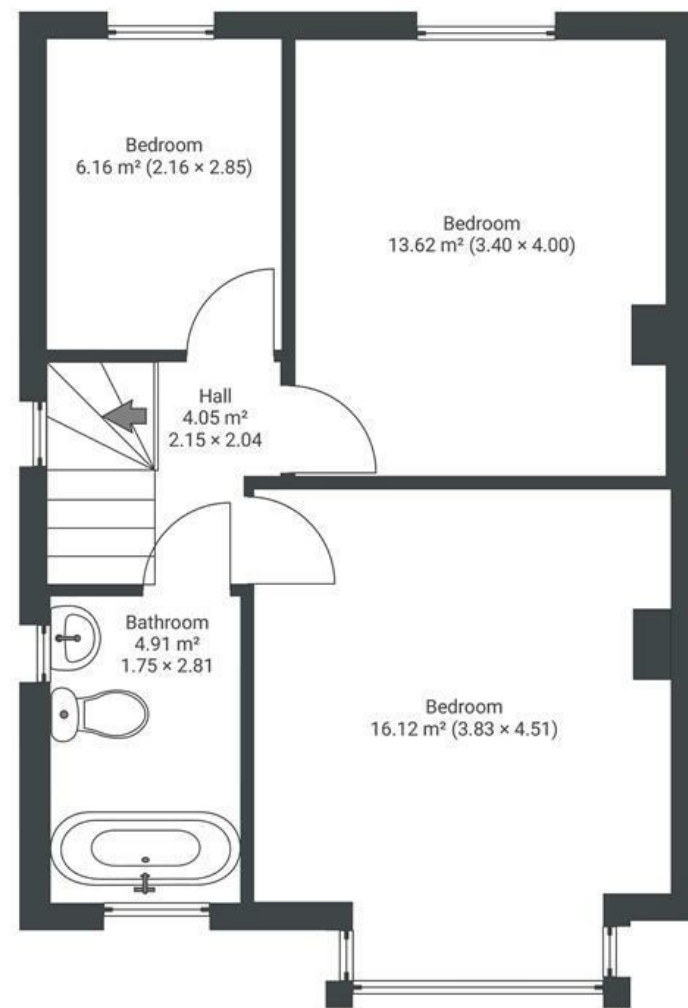 Bedroom
6.16 m² (2.16 × 2.85)
Bedroom
13.62 m² (3.40 × 4.00)
Hall
4.05 m²
2.15 × 2.04
Bathroom
4.91 m²
1.75 × 2.81
Bedroom
16.12 m² (3.83 × 4.51)